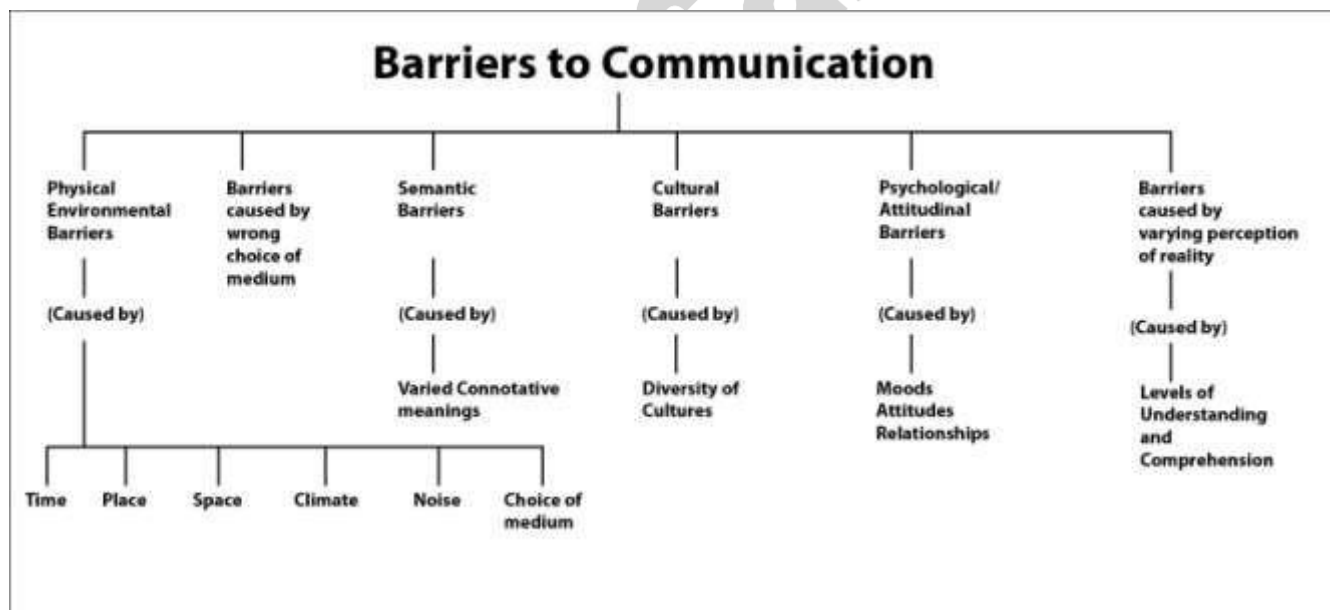 Barriers to Communication
Physical
Environmental
Barriers
Barriers
caused by
wrong
choice of
medium
Semantic
Barriers
Cultural
Barriers
Psychological/
Attitudinal
Barriers
Barriers
caused by
varying perception
of reality
(Caused by)
(Caused by)
(Caused by)
(Caused by)
(Caused by)
Varied Connotative
meanings
Diversity of
Cultures
Moods
Attitudes
Relationships
Levels of
Understanding
and
Comprehension
Time
Place
Space
Climate
Noise
Choice of
medium